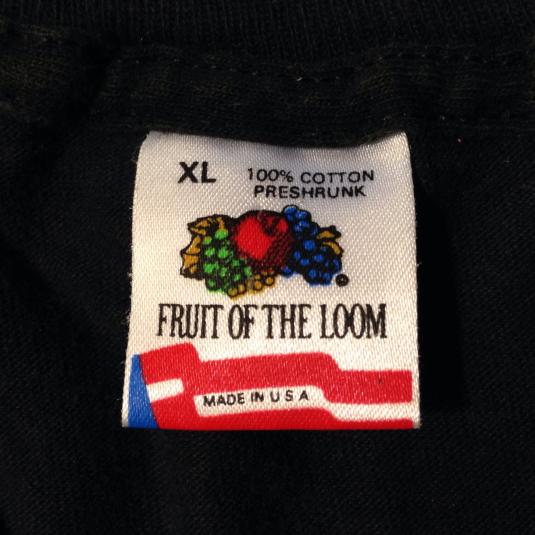 XL 100% COTTON
PRESHRUNK
FRUIT OF THE LOOM
MADE IN U S A